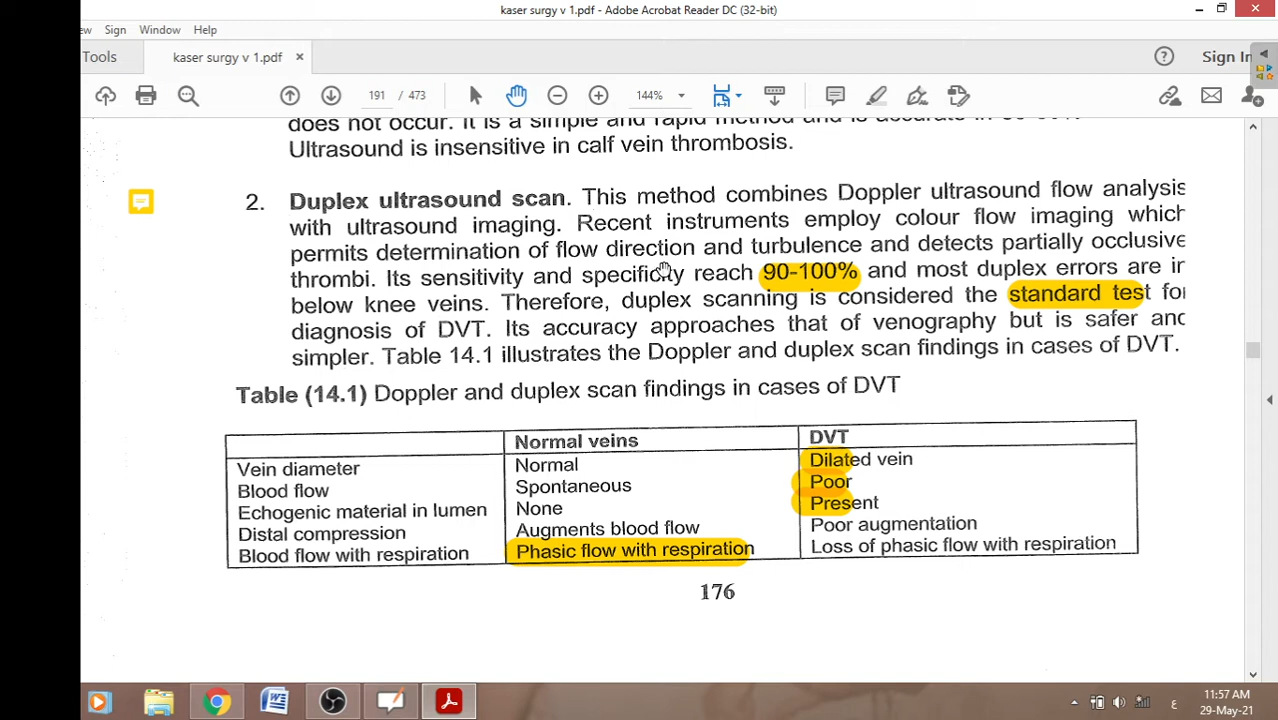 kaser surgy v 1.pdf - Adobe Acrobat Reader DC (32-bit)
ew Sign Window Help
Tools kaser surgy v 1.pdf × Sign In
191 / 473 144%
does not occur. It is a simple and rapid method and is accurate in
Ultrasound is insensitive in calf vein thrombosis.
2. Duplex ultrasound scan. This method combines Doppler ultrasound flow analysis
with ultrasound imaging. Recent instruments employ colour flow imaging which
permits determination of flow direction and turbulence and detects partially occlusive
thrombi. Its sensitivity and specificity reach 90-100% and most duplex errors are in
below knee veins. Therefore, duplex scanning is considered the standard test for
diagnosis of DVT. Its accuracy approaches that of venography but is safer and
simpler. Table 14.1 illustrates the Doppler and duplex scan findings in cases of DVT.
Table (14.1) Doppler and duplex scan findings in cases of DVT
Normal veins DVT
Vein diameter Normal Dilated vein
Blood flow Spontaneous Poor
Echogenic material in lumen None Present
Distal compression Augments blood flow Poor augmentation
Blood flow with respiration Phasic flow with respiration Loss of phasic flow with respiration
176
ع 11:57 AM
29-May-21